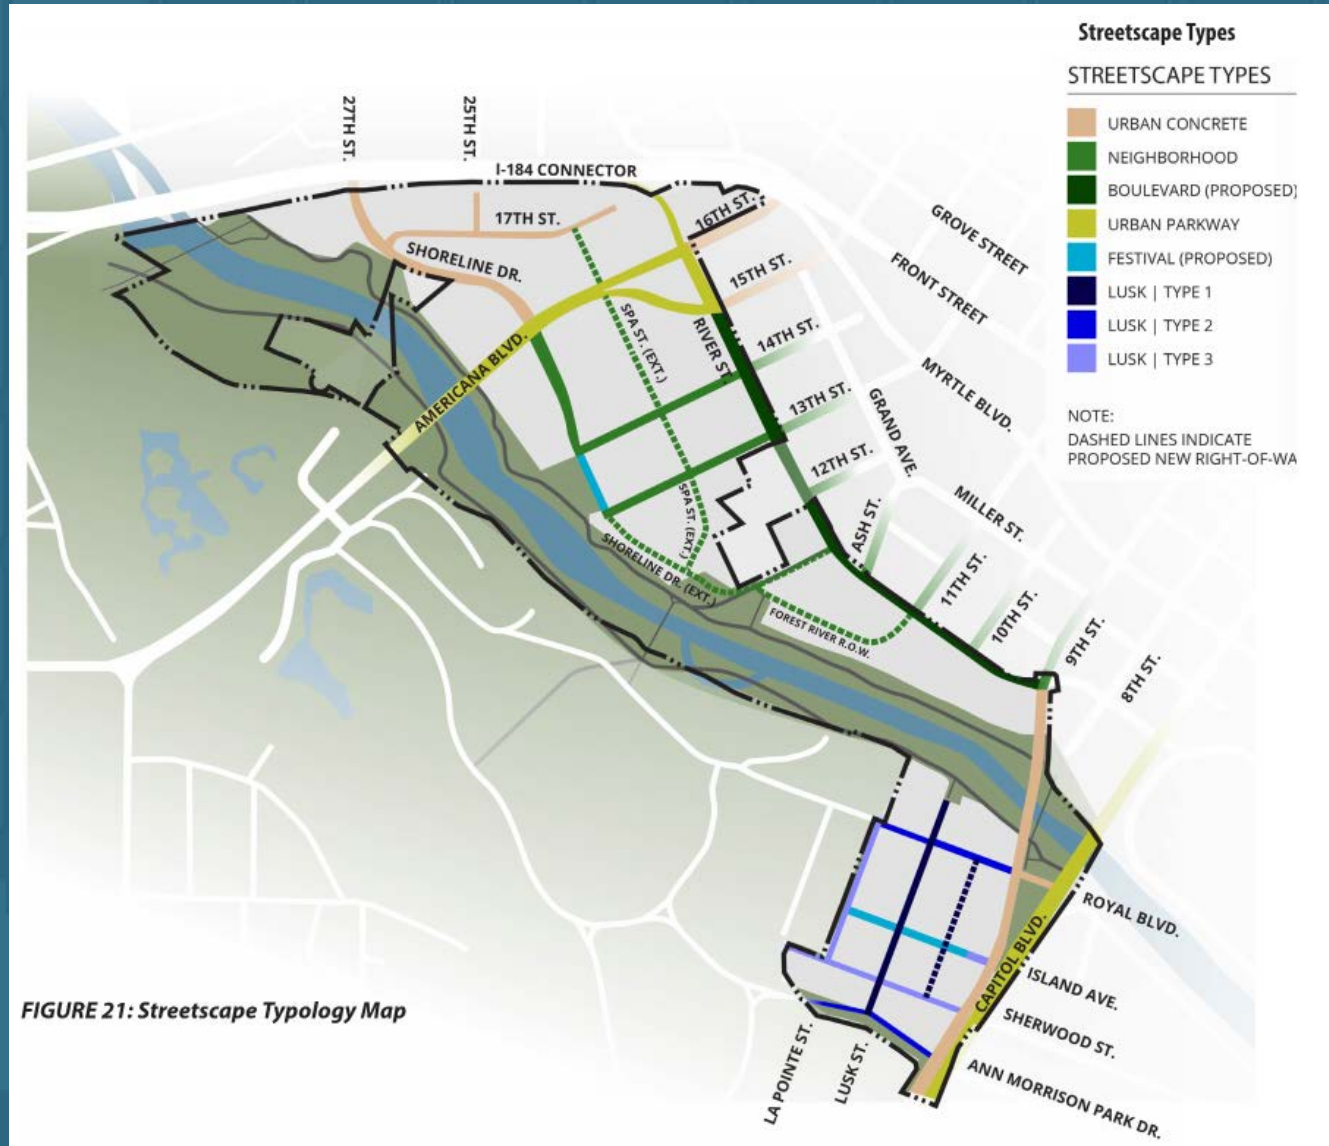 Streetscape Types
STREETSCAPE TYPES
URBAN CONCRETE
NEIGHBORHOOD
BOULEVARD (PROPOSED)
URBAN PARKWAY
FESTIVAL (PROPOSED)
LUSK | TYPE 1
LUSK | TYPE 2
LUSK | TYPE 3
NOTE:
DASHED LINES INDICATE
PROPOSED NEW RIGHT-OF-WA
27TH ST.
25TH ST.
I-184 CONNECTOR
17TH ST.
16TH ST.
SHORELINE DR.
15TH ST.
GROVE STREET
FRONT STREET
SPA ST. (EXT.)
RIVER ST.
14TH ST.
AMERICANA BLVD.
MYRTLE BLVD.
13TH ST.
GRAND AVE.
12TH ST.
SPA ST. (EXT.)
MILLER ST.
ASH ST.
SHORELINE DR. (EXT.)
11TH ST.
10TH ST.
FOREST RIVER R.O.W.
9TH ST.
8TH ST.
ROYAL BLVD.
CAPITOL BLVD.
ISLAND AVE.
SHERWOOD ST.
LA POINTE ST.
LUSK ST.
ANN MORRISON PARK DR.
FIGURE 21: Streetscape Typology Map